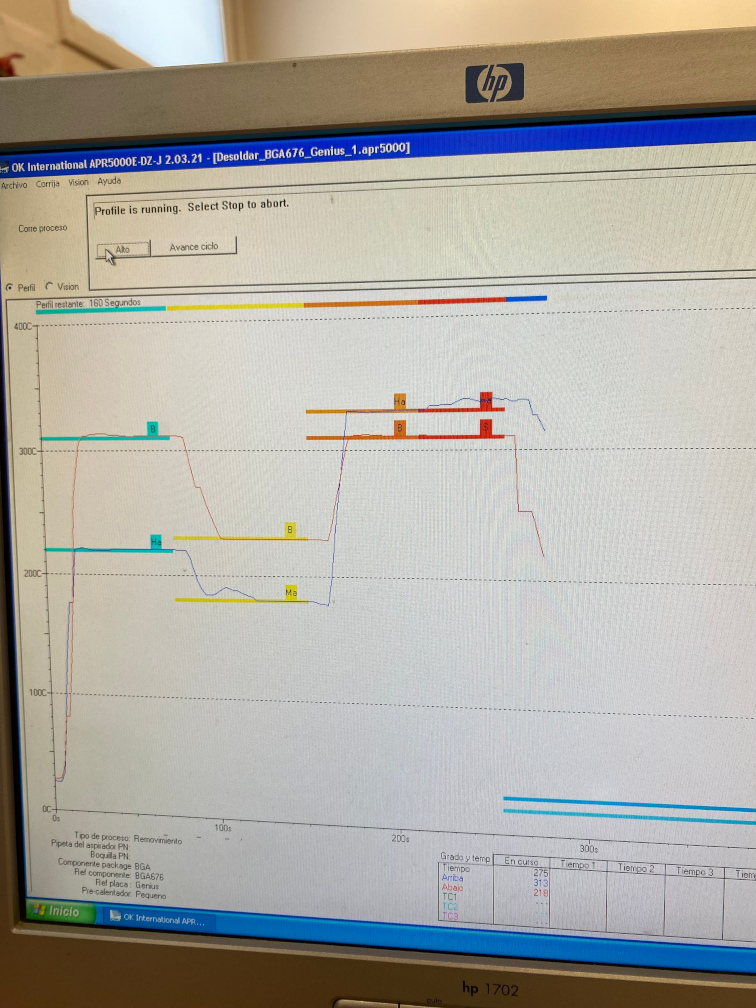 hp
OK International APR5000E-DZ-J 2.03.21 - [Desoldar_BGA676_Genius_1.apr5000]
Archivo Corrija Vision Ayuda
Profile is running. Select Stop to abort.
Corre proceso
Alto Avance ciclo
Perfil Vision
Perfil restante: 160 Segundos
400C
Ho
B
B
300C
B
Ho
200C
Mo
100C
0C
0s
100s
200s
300s
Tipo de proceso: Removimiento
Pipeta del aspirador PN:
Boquilla PN:
Componente package BGA
Ref componente: BGA676
Ref placa: Genius
Pre-calentador: Pequeno
Grado y temp En curso Tiempo 1 Tiempo 2 Tiempo 3 Tiem
Tiempo 275
Arriba 313
Abajo 218
TC1 ---
TC2
TC3 ---
Inicio
OK International APR...
hp 1702
auto